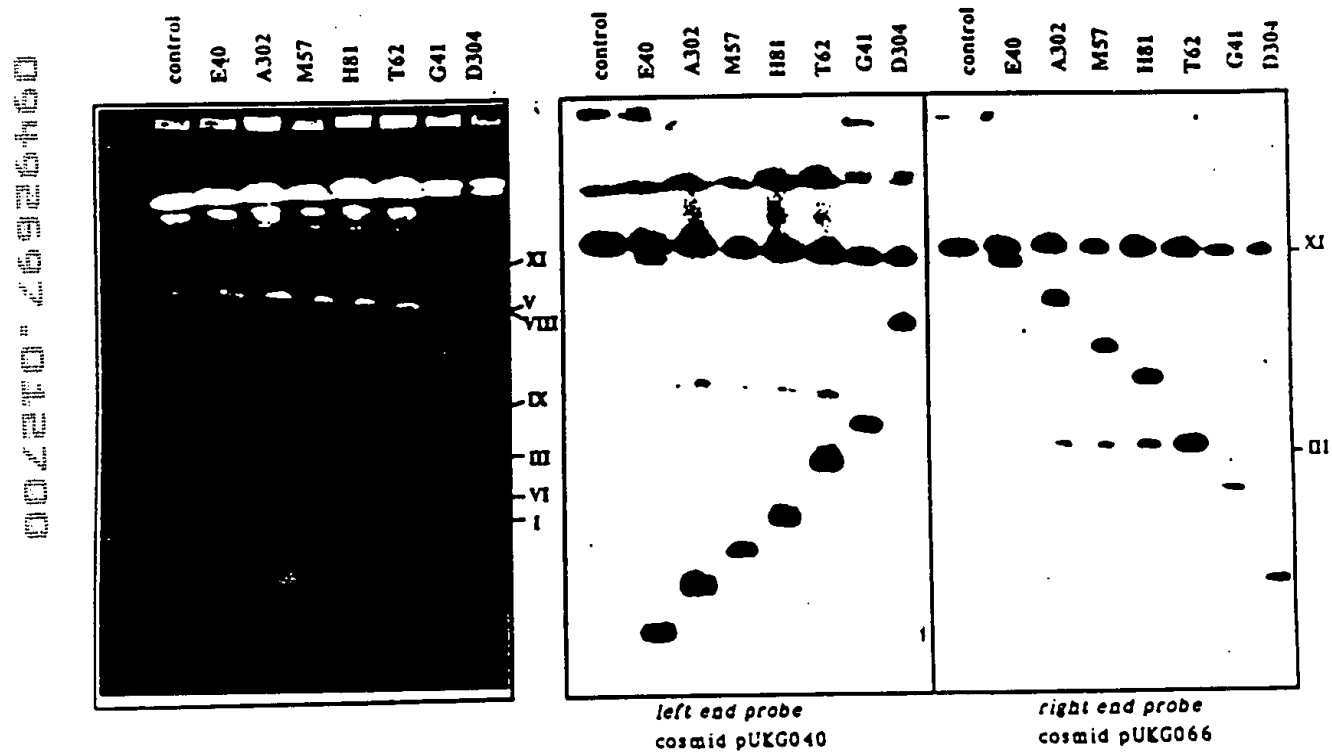 09492697.012700
control E40 A302 M57 H81 T62 G41 D304
control E40 A302 M57 H81 T62 G41 D304
control E40 A302 M57 H81 T62 G41 D304
XI
V
VIII
IX
III
VI
I
XI
III
left end probe
cosmid pUKG040
right end probe
cosmid pUKG066